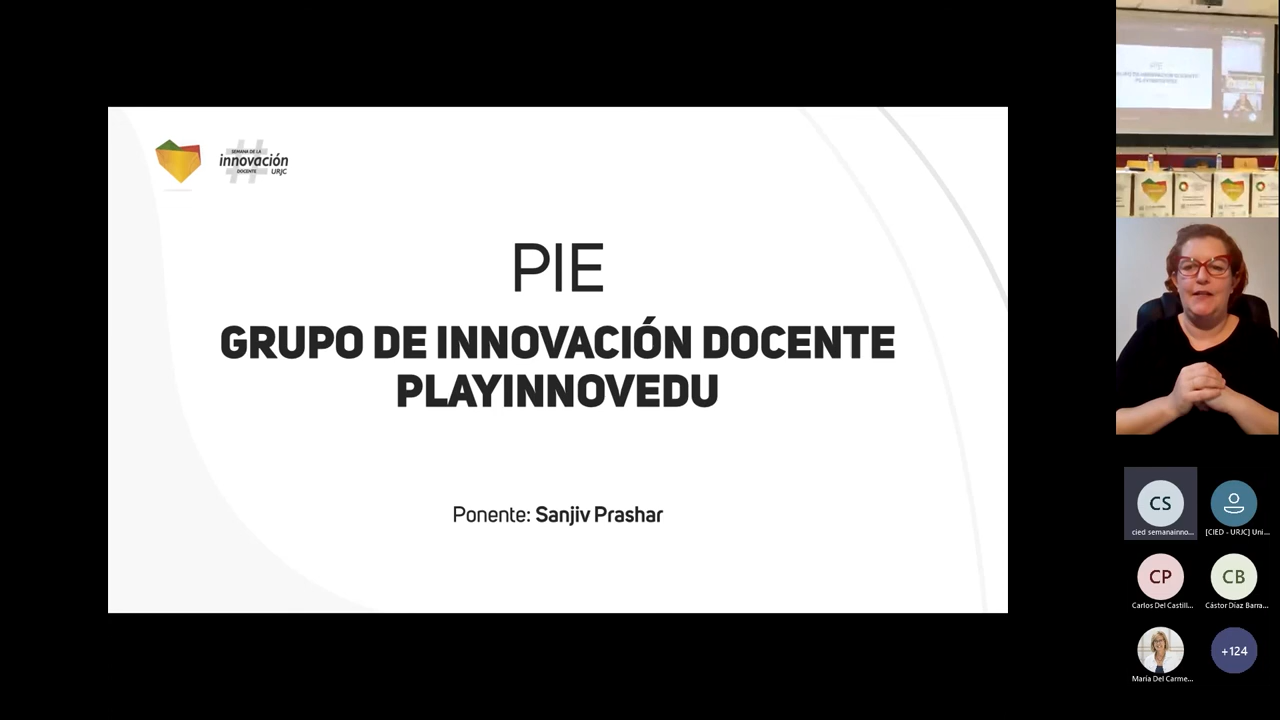 SEMANA DE LA
innovación
DOCENTE
URJC
PIE
GRUPO DE INNOVACIÓN DOCENTE
PLAYINNOVEDU
Ponente: Sanjiv Prashar
PIE
CS
cied semanainno...
[CIED - URJC] Uni...
CP
Carlos Del Castill...
CB
Cástor Díaz Barra...
María Del Carme...
+124